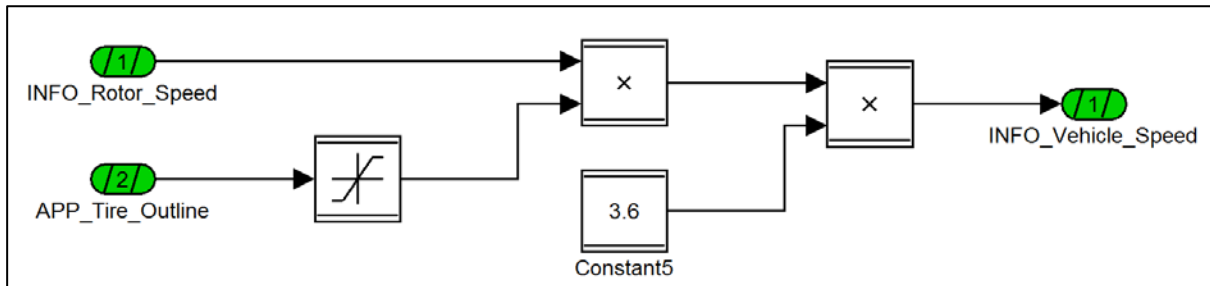 1
INFO_Rotor_Speed
×
×
1
INFO_Vehicle_Speed
2
APP_Tire_Outline
3.6
Constant5